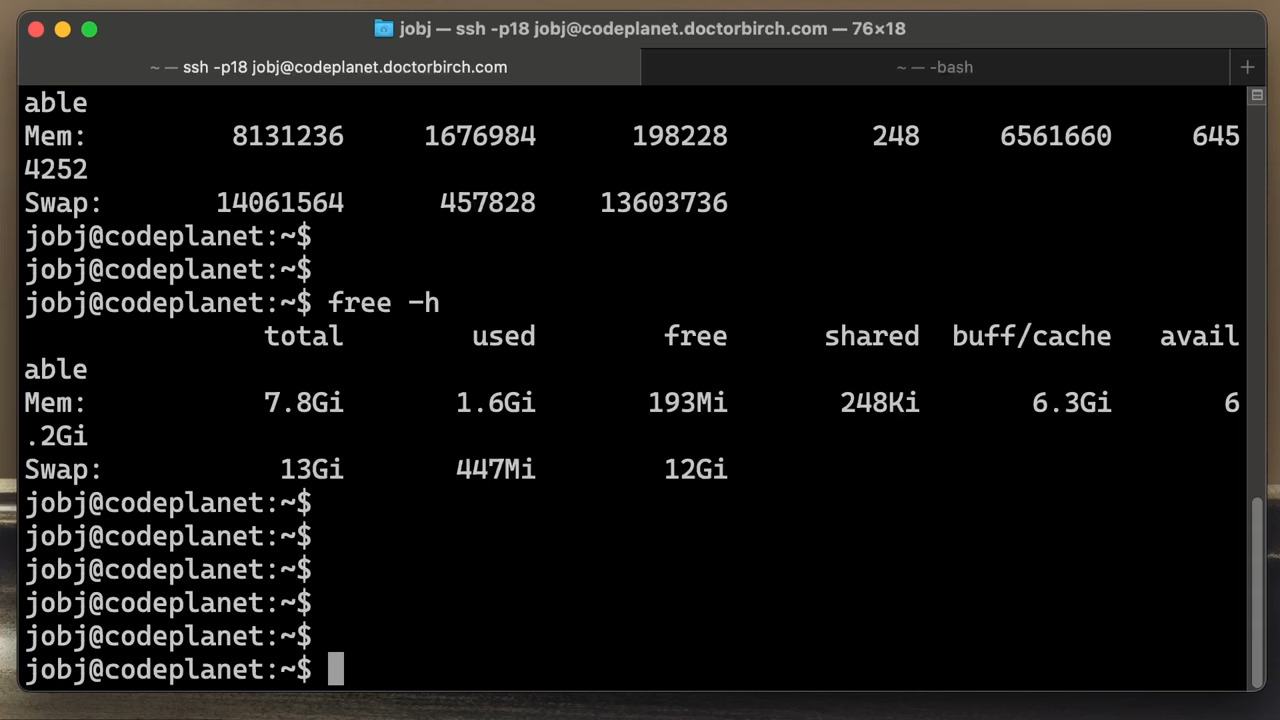 jobj — ssh -p18 jobj@codeplanet.doctorbirch.com — 76×18
~ — ssh -p18 jobj@codeplanet.doctorbirch.com ~ — -bash +
able
Mem: 8131236 1676984 198228 248 6561660 645
4252
Swap: 14061564 457828 13603736
jobj@codeplanet:~$
jobj@codeplanet:~$
jobj@codeplanet:~$ free -h
total used free shared buff/cache avail
able
Mem: 7.8Gi 1.6Gi 193Mi 248Ki 6.3Gi 6
.2Gi
Swap: 13Gi 447Mi 12Gi
jobj@codeplanet:~$
jobj@codeplanet:~$
jobj@codeplanet:~$
jobj@codeplanet:~$
jobj@codeplanet:~$
jobj@codeplanet:~$